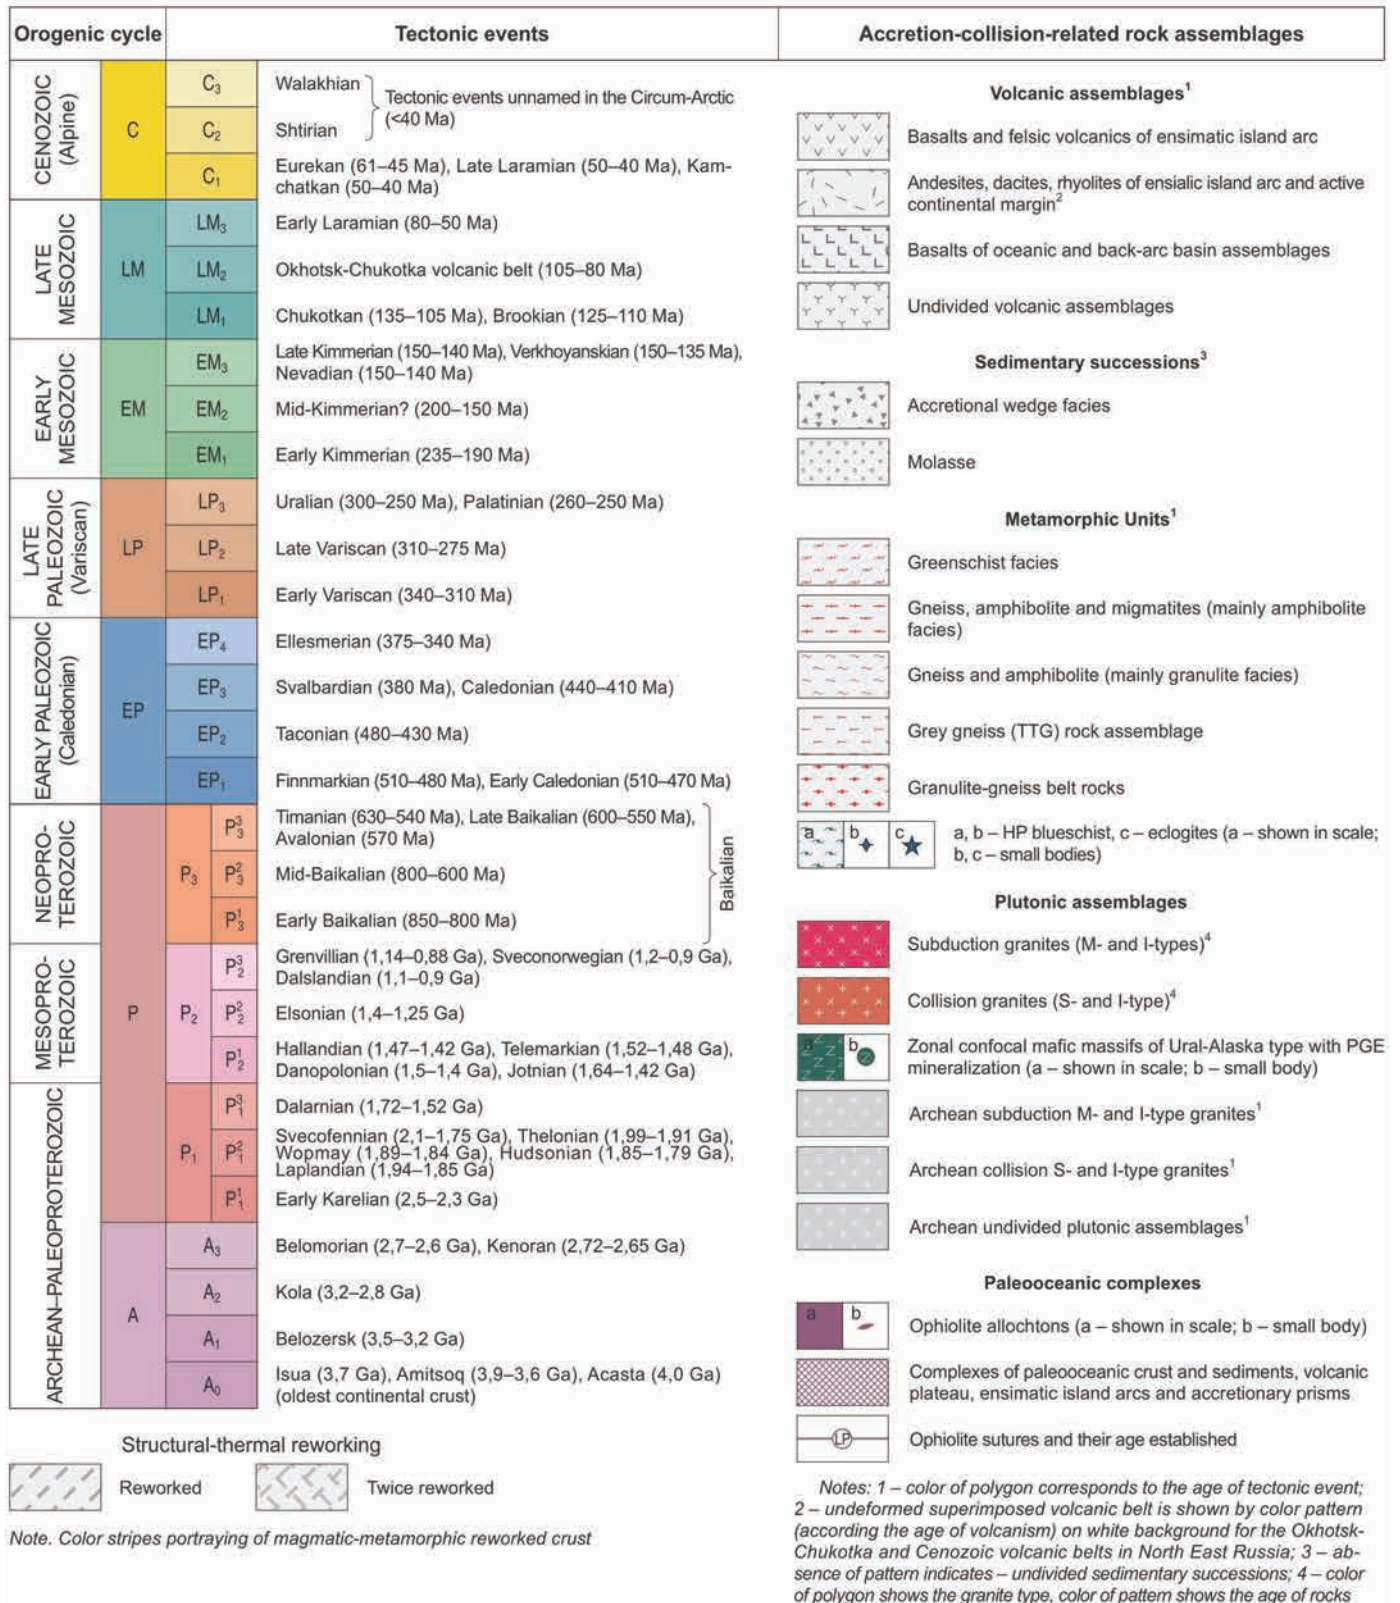 Orogenic cycle
Tectonic events
Accretion-collision-related rock assemblages
CENOZOIC
(Alpine)
C
C₃
Walakhian
C₂
Shtirian
Tectonic events unnamed in the Circum-Arctic
(<40 Ma)
C₁
Eurekan (61–45 Ma), Late Laramian (50–40 Ma), Kam-
chatkan (50–40 Ma)
LATE
MESOZOIC
LM
LM₃
Early Laramian (80–50 Ma)
LM₂
Okhotsk-Chukotka volcanic belt (105–80 Ma)
LM₁
Chukotkan (135–105 Ma), Brookian (125–110 Ma)
EARLY
MESOZOIC
EM
EM₃
Late Kimmerian (150–140 Ma), Verkhoyanskian (150–135 Ma),
Nevadian (150–140 Ma)
EM₂
Mid-Kimmerian? (200–150 Ma)
EM₁
Early Kimmerian (235–190 Ma)
LATE
PALEOZOIC
(Variscan)
LP
LP₃
Uralian (300–250 Ma), Palatinian (260–250 Ma)
LP₂
Late Variscan (310–275 Ma)
LP₁
Early Variscan (340–310 Ma)
EARLY PALEOZOIC
(Caledonian)
EP
EP₄
Ellesmerian (375–340 Ma)
EP₃
Svalbardian (380 Ma), Caledonian (440–410 Ma)
EP₂
Taconian (480–430 Ma)
EP₁
Finnmarkian (510–480 Ma), Early Caledonian (510–470 Ma)
NEOPRO-
TEROZOIC
P
P₃
P³₃
Timanian (630–540 Ma), Late Baikalian (600–550 Ma),
Avalonian (570 Ma)
P²₃
Mid-Baikalian (800–600 Ma)
P¹₃
Early Baikalian (850–800 Ma)
Baikalian
MESOPRO-
TEROZOIC
P₂
P³₂
Grenvillian (1,14–0,88 Ga), Sveconorwegian (1,2–0,9 Ga),
Dalslandian (1,1–0,9 Ga)
P²₂
Elsonian (1,4–1,25 Ga)
P¹₂
Hallandian (1,47–1,42 Ga), Telemarkian (1,52–1,48 Ga),
Danopolonian (1,5–1,4 Ga), Jotnian (1,64–1,42 Ga)
ARCHEAN–PALEOPROTEROZOIC
P₁
P³₁
Dalarnian (1,72–1,52 Ga)
P²₁
Svecofennian (2,1–1,75 Ga), Thelonian (1,99–1,91 Ga),
Wopmay (1,89–1,84 Ga), Hudsonian (1,85–1,79 Ga),
Laplandian (1,94–1,85 Ga)
P¹₁
Early Karelian (2,5–2,3 Ga)
A
A₃
Belomorian (2,7–2,6 Ga), Kenoran (2,72–2,65 Ga)
A₂
Kola (3,2–2,8 Ga)
A₁
Belozersk (3,5–3,2 Ga)
A₀
Isua (3,7 Ga), Amitsoq (3,9–3,6 Ga), Acasta (4,0 Ga)
(oldest continental crust)
Structural-thermal reworking
Reworked
Twice reworked
Note. Color stripes portraying of magmatic-metamorphic reworked crust
Volcanic assemblages¹
Basalts and felsic volcanics of ensimatic island arc
Andesites, dacites, rhyolites of ensialic island arc and active
continental margin²
Basalts of oceanic and back-arc basin assemblages
Undivided volcanic assemblages
Sedimentary successions³
Accretional wedge facies
Molasse
Metamorphic Units¹
Greenschist facies
Gneiss, amphibolite and migmatites (mainly amphibolite
facies)
Gneiss and amphibolite (mainly granulite facies)
Grey gneiss (TTG) rock assemblage
Granulite-gneiss belt rocks
a b c
a, b – HP blueschist, c – eclogites (a – shown in scale;
b, c – small bodies)
Plutonic assemblages
Subduction granites (M- and I-types)⁴
Collision granites (S- and I-type)⁴
a b
Zonal confocal mafic massifs of Ural-Alaska type with PGE
mineralization (a – shown in scale; b – small body)
Archean subduction M- and I-type granites¹
Archean collision S- and I-type granites¹
Archean undivided plutonic assemblages¹
Paleooceanic complexes
a b
Ophiolite allochtons (a – shown in scale; b – small body)
Complexes of paleooceanic crust and sediments, volcanic
plateau, ensimatic island arcs and accretionary prisms
LP
Ophiolite sutures and their age established
Notes: 1 – color of polygon corresponds to the age of tectonic event;
2 – undeformed superimposed volcanic belt is shown by color pattern
(according the age of volcanism) on white background for the Okhotsk-
Chukotka and Cenozoic volcanic belts in North East Russia; 3 – ab-
sence of pattern indicates – undivided sedimentary successions; 4 – color
of polygon shows the granite type, color of pattern shows the age of rocks